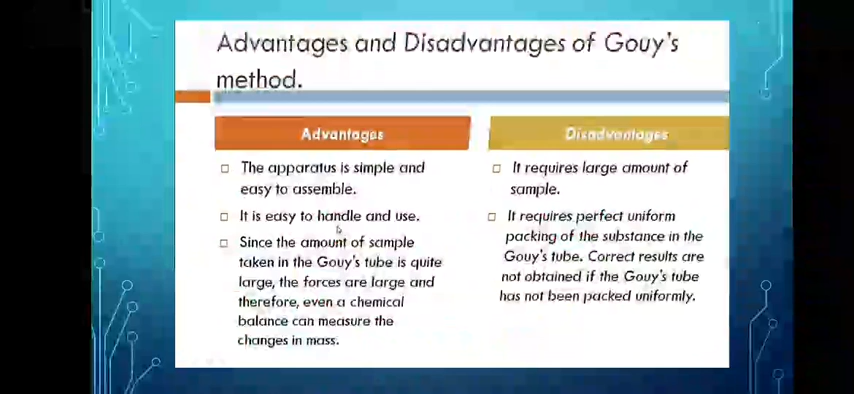 Advantages and Disadvantages of Gouy's
method.
Advantages
The apparatus is simple and
easy to assemble.
It is easy to handle and use.
Since the amount of sample
taken in the Gouy's tube is quite
large, the forces are large and
therefore, even a chemical
balance can measure the
changes in mass.
Disadvantages
It requires large amount of
sample.
It requires perfect uniform
packing of the substance in the
Gouy's tube. Correct results are
not obtained if the Gouy's tube
has not been packed uniformly.